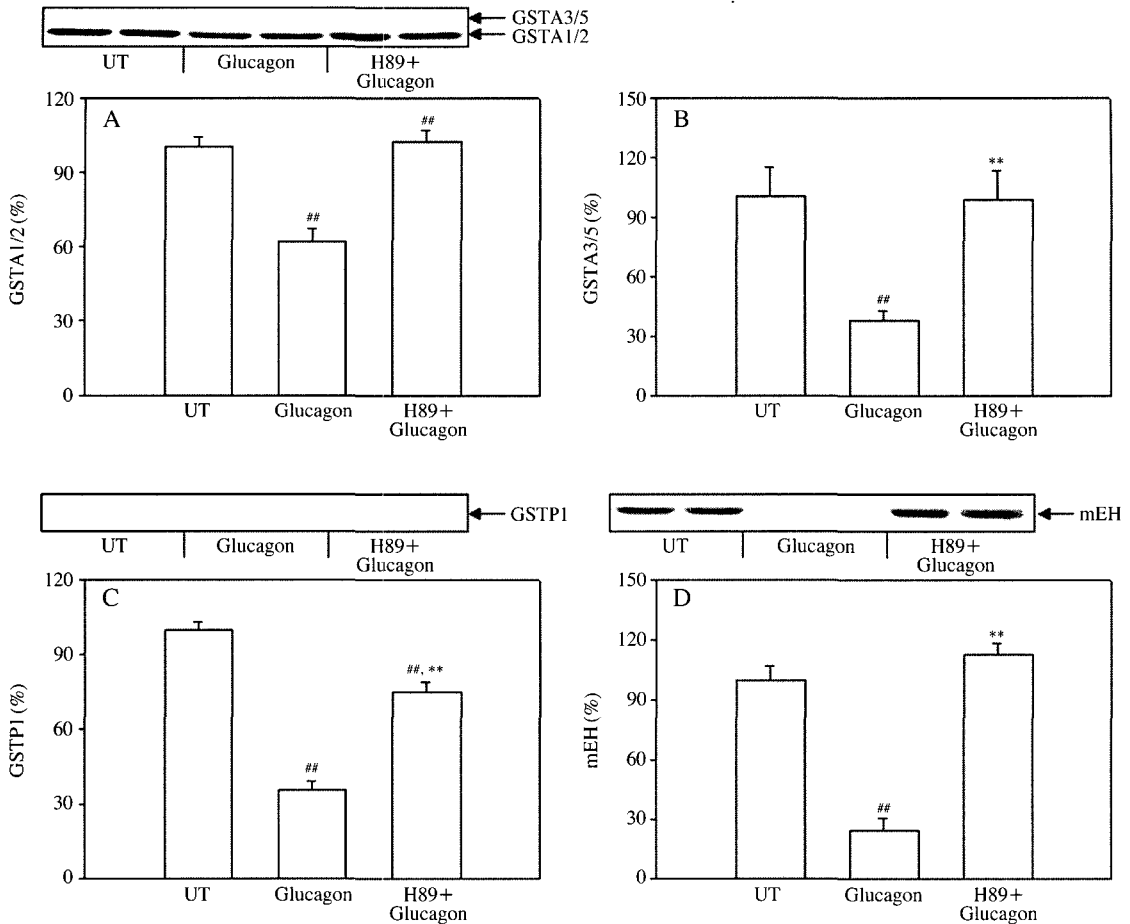 GSTA3/5
GSTA1/2
UT
Glucagon
H89+
Glucagon
120
90
60
30
0
GSTA1/2 (%)
A
##
##
UT
Glucagon
H89+
Glucagon
150
120
90
60
30
0
GSTA3/5 (%)
B
##
**
UT
Glucagon
H89+
Glucagon
GSTP1
UT
Glucagon
H89+
Glucagon
120
90
60
30
0
GSTP1 (%)
C
##
##, **
UT
Glucagon
H89+
Glucagon
mEH
UT
Glucagon
H89+
Glucagon
150
120
90
60
30
0
mEH (%)
D
##
**
UT
Glucagon
H89+
Glucagon